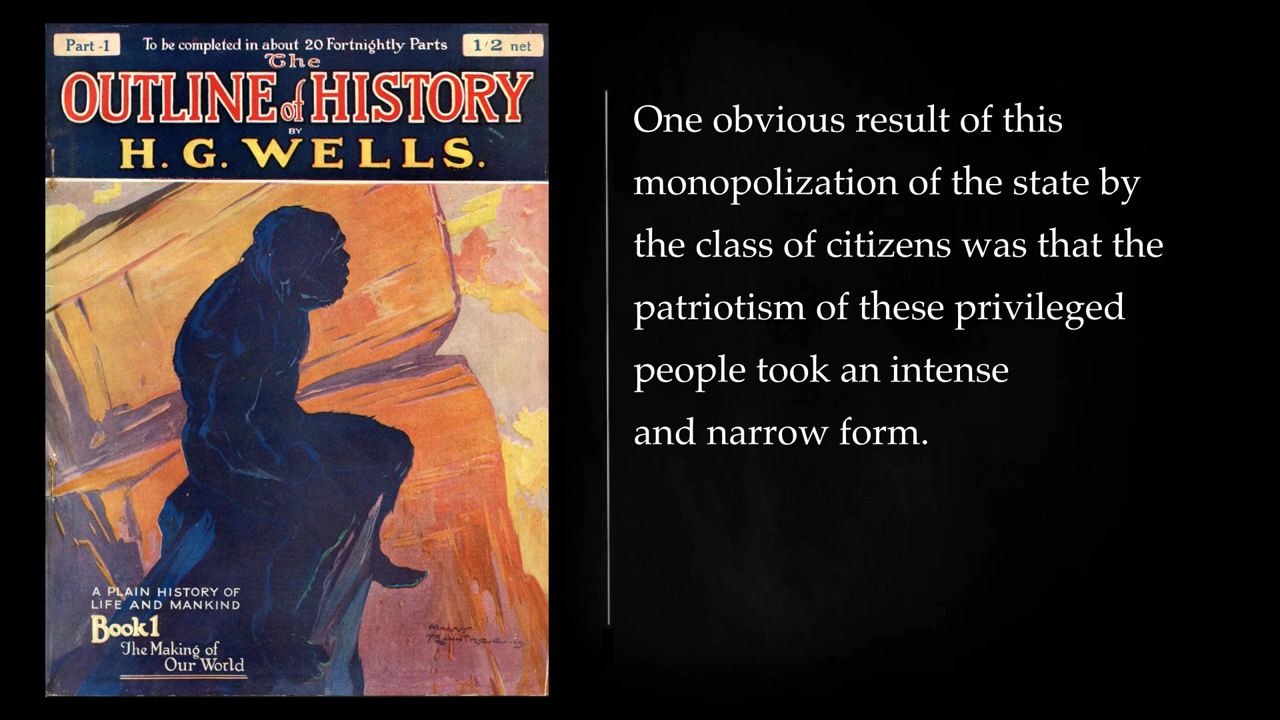 Part -1
To be completed in about 20 Fortnightly Parts
1/2 net
The
OUTLINE of HISTORY
BY
H. G. WELLS.
A PLAIN HISTORY OF
LIFE AND MANKIND
Book 1
The Making of
Our World
One obvious result of this
monopolization of the state by
the class of citizens was that the
patriotism of these privileged
people took an intense
and narrow form.